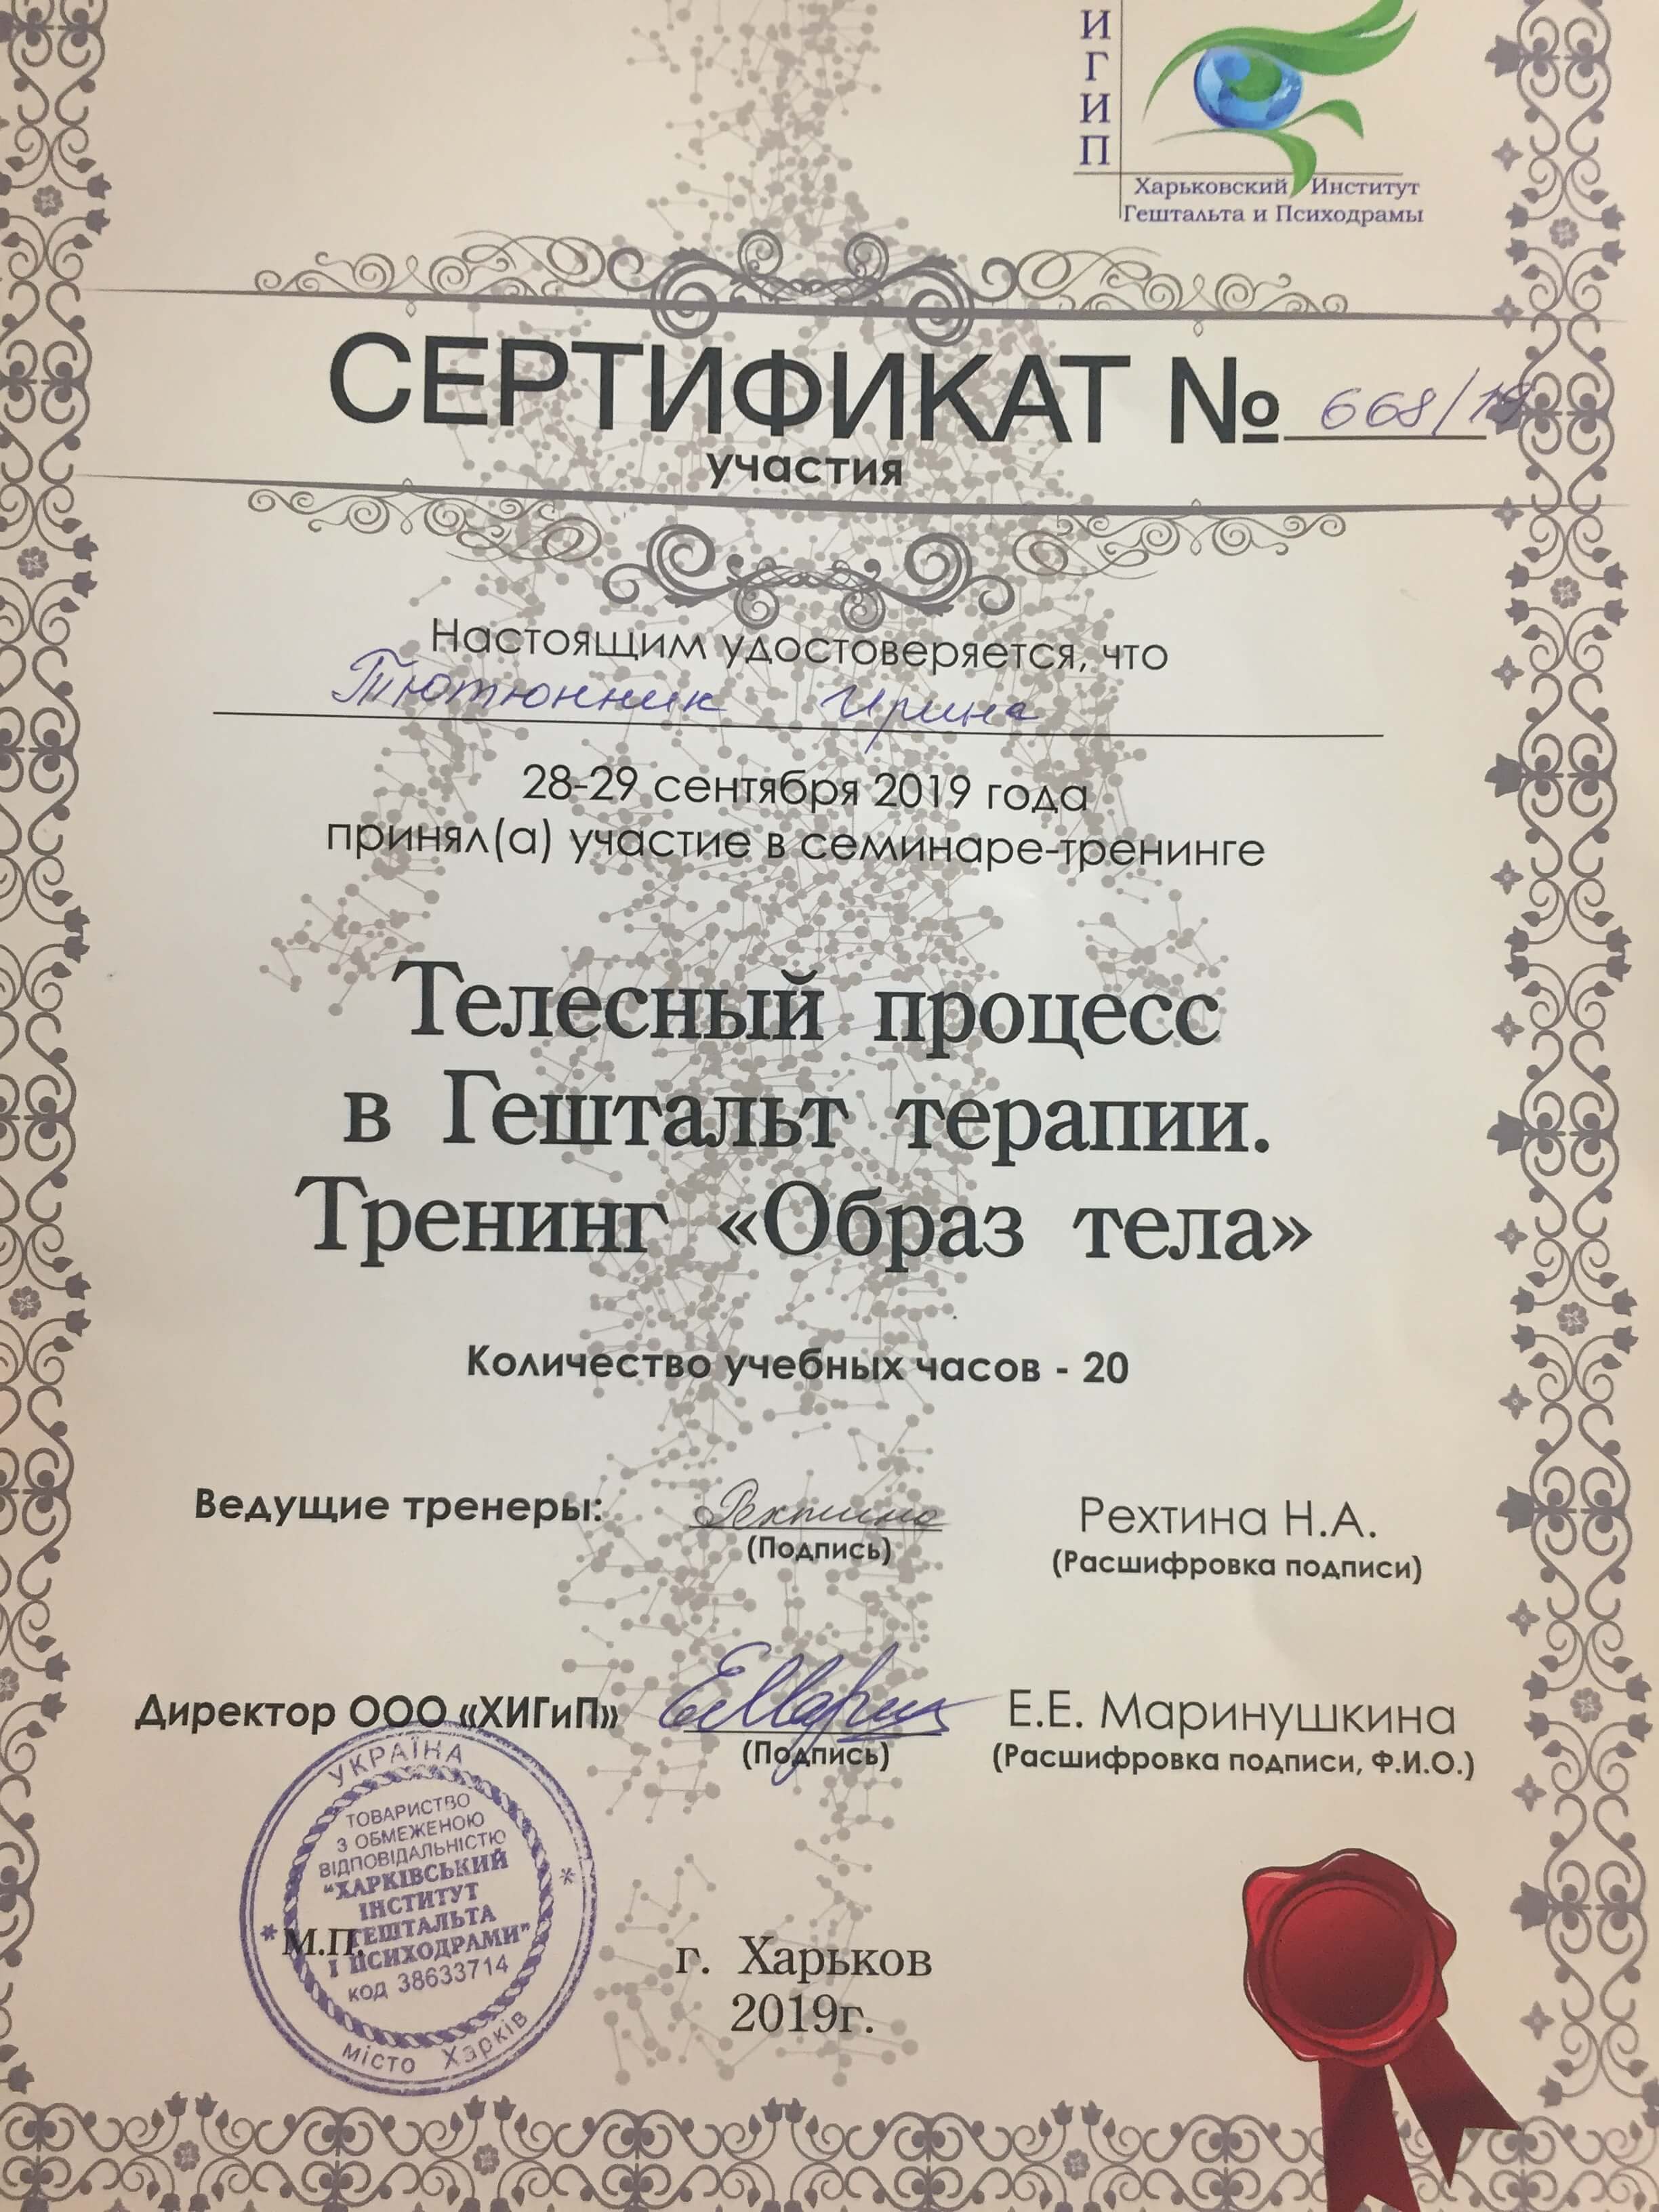 ИГИП
Харьковский Институт
Гештальта и Психодрамы
СЕРТИФИКАТ № 668/19
участия
Настоящим удостоверяется, что
Тютюнник Ирина
28-29 сентября 2019 года
принял(а) участие в семинаре-тренинге
Телесный процесс
в Гештальт терапии.
Тренинг «Образ тела»
Количество учебных часов - 20
Ведущие тренеры: Рехтина Рехтина Н.А.
(Подпись) (Расшифровка подписи)
Директор ООО «ХИГиП» Е.Е. Маринушкина
(Подпись) (Расшифровка подписи, Ф.И.О.)
УКРАЇНА
ТОВАРИСТВО
З ОБМЕЖЕНОЮ
ВІДПОВІДАЛЬНІСТЮ
“ХАРКІВСЬКИЙ
ІНСТИТУТ
ГЕШТАЛЬТА
І ПСИХОДРАМИ”
код 38633714
місто Харків
М.П.
г. Харьков
2019г.